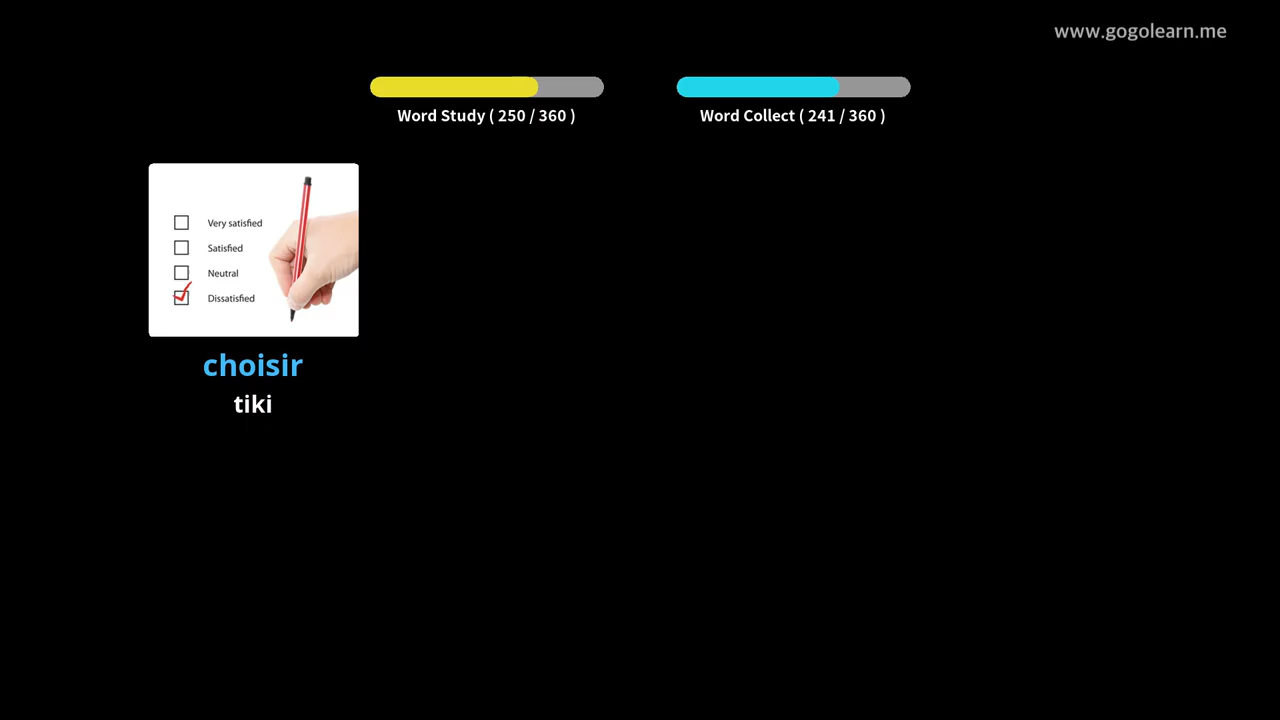 www.gogolearn.me
Word Study ( 250 / 360 )
Word Collect ( 241 / 360 )
Very satisfied
Satisfied
Neutral
Dissatisfied
choisir
tiki